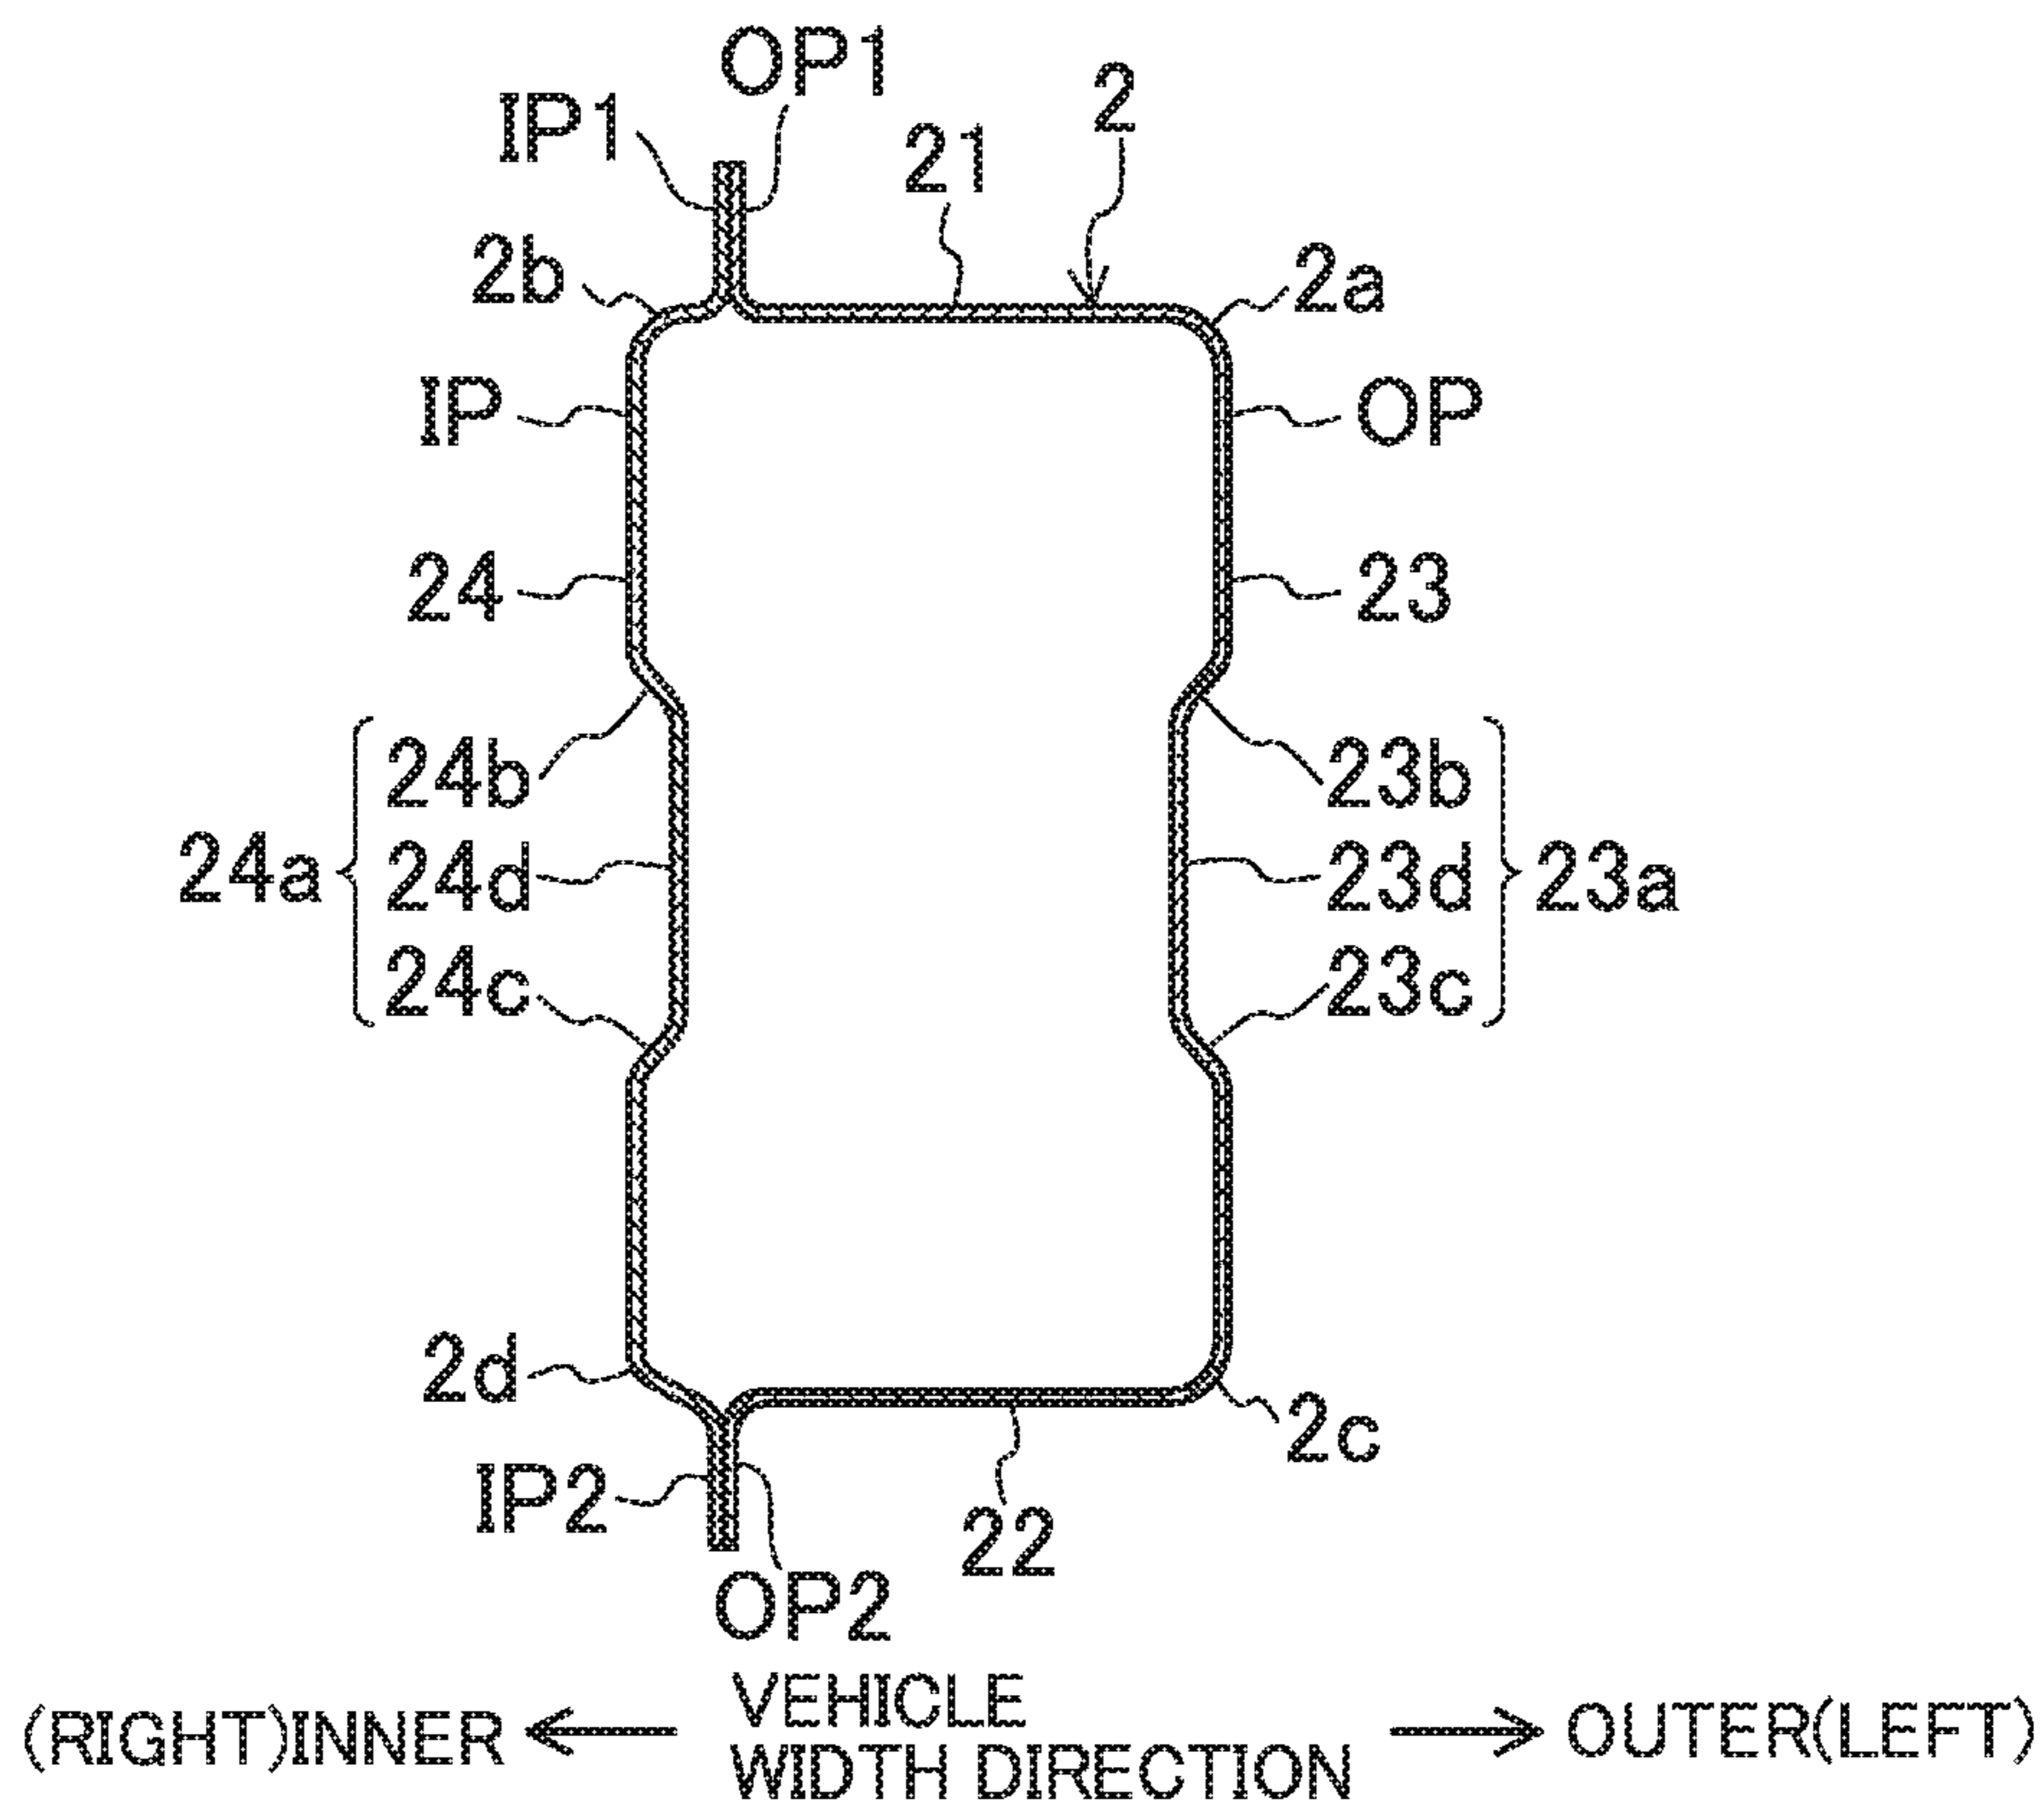 OP1
IP1
2
21
2b
2a
IP
OP
24
23
24b
23b
24a
24d
23d
23a
24c
23c
2d
2c
IP2
22
OP2
(RIGHT)INNER
VEHICLE
WIDTH DIRECTION
OUTER(LEFT)